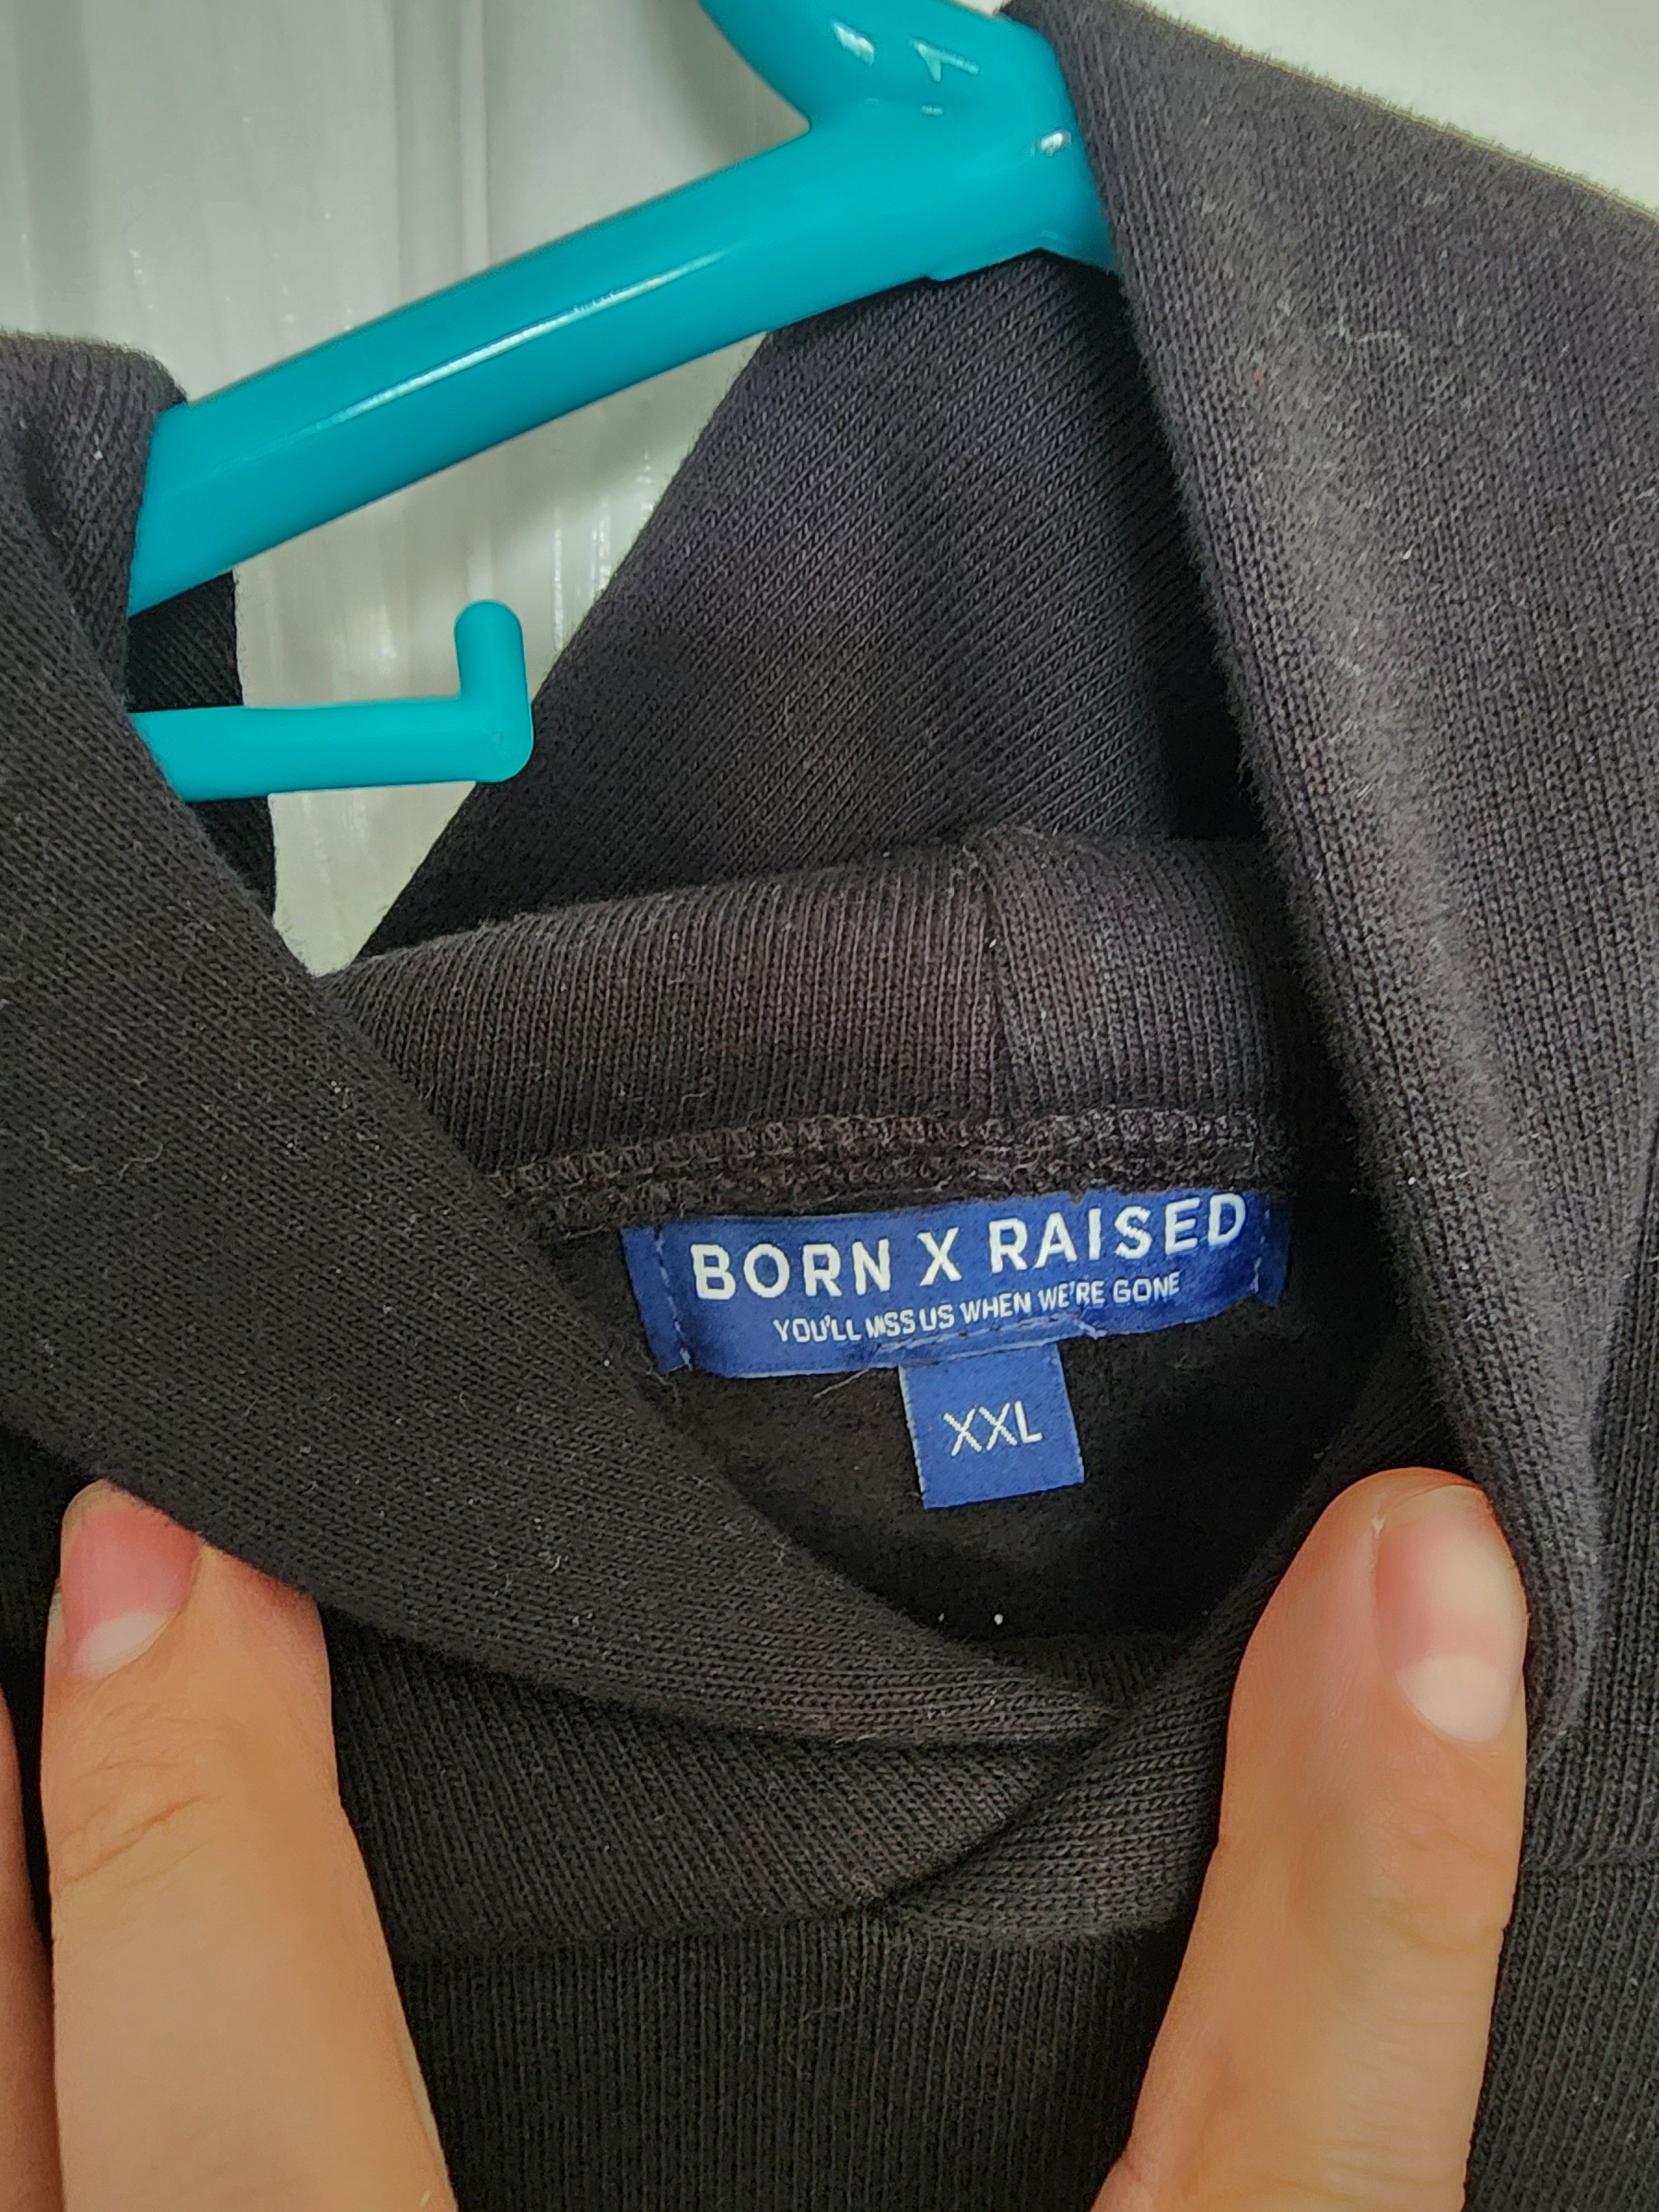 BORN X RAISED
YOU'LL MISS US WHEN WE'RE GONE
XXL